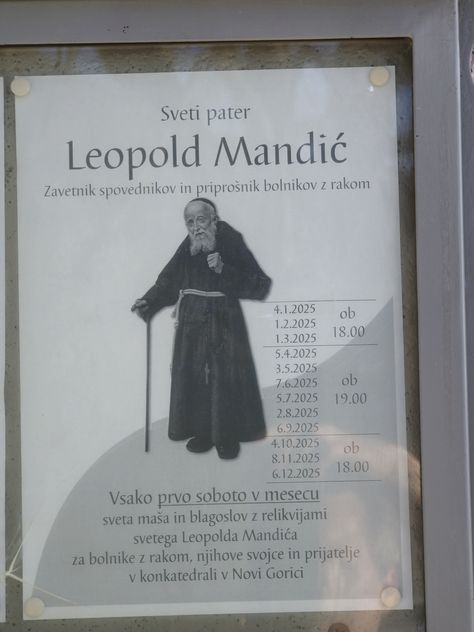 Sveti pater
Leopold Mandić
Zavetnik spovednikov in priprošnik bolnikov z rakom
4.1.2025
1.2.2025
1.3.2025
ob
18.00
5.4.2025
3.5.2025
7.6.2025
5.7.2025
2.8.2025
6.9.2025
ob
19.00
4.10.2025
8.11.2025
6.12.2025
ob
18.00
Vsako prvo soboto v mesecu
sveta maša in blagoslov z relikvijami
svetega Leopolda Mandića
za bolnike z rakom, njihove svojce in prijatelje
v konkatedrali v Novi Gorici